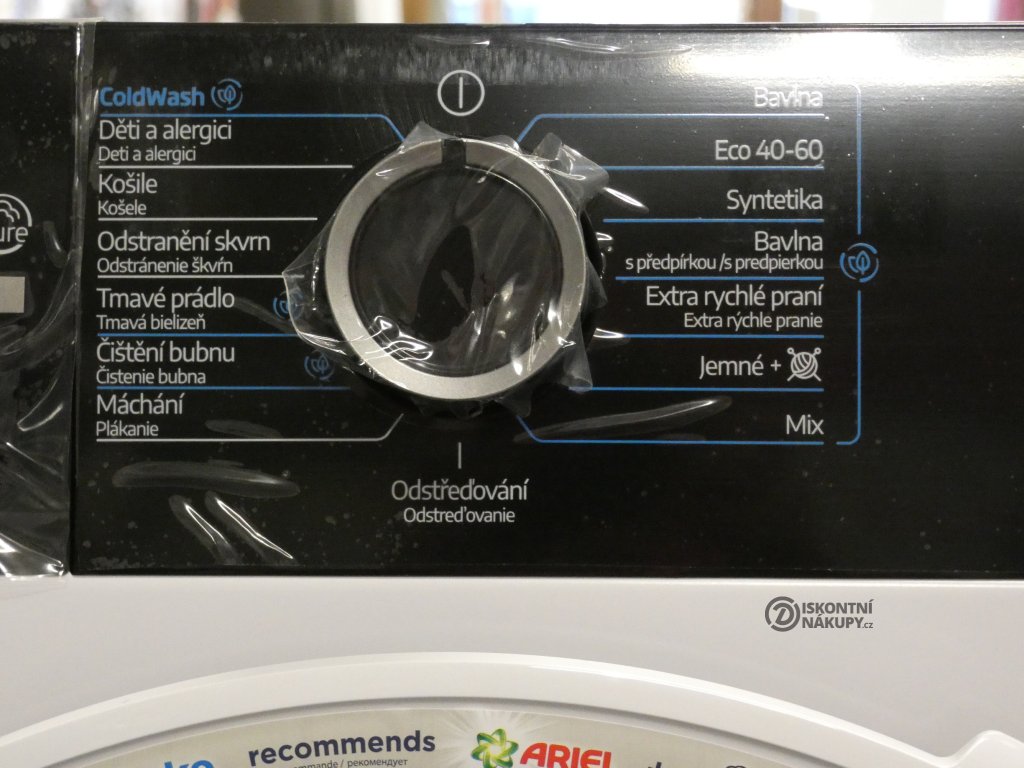 ColdWash
Děti a alergici
Deti a alergici
Košile
Košele
Odstranění skvrn
Odstránenie škvŕn
Tmavé prádlo
Tmavá bielizeň
Čištění bubnu
Čistenie bubna
Máchání
Plákanie
Odstřeďování
Odstreďovanie
Bavlna
Eco 40-60
Syntetika
Bavlna
s předpírkou /s predpierkou
Extra rychlé praní
Extra rýchle pranie
Jemné +
Mix
DISKONTNÍ
NÁKUPY.cz
recommends
ARIEL